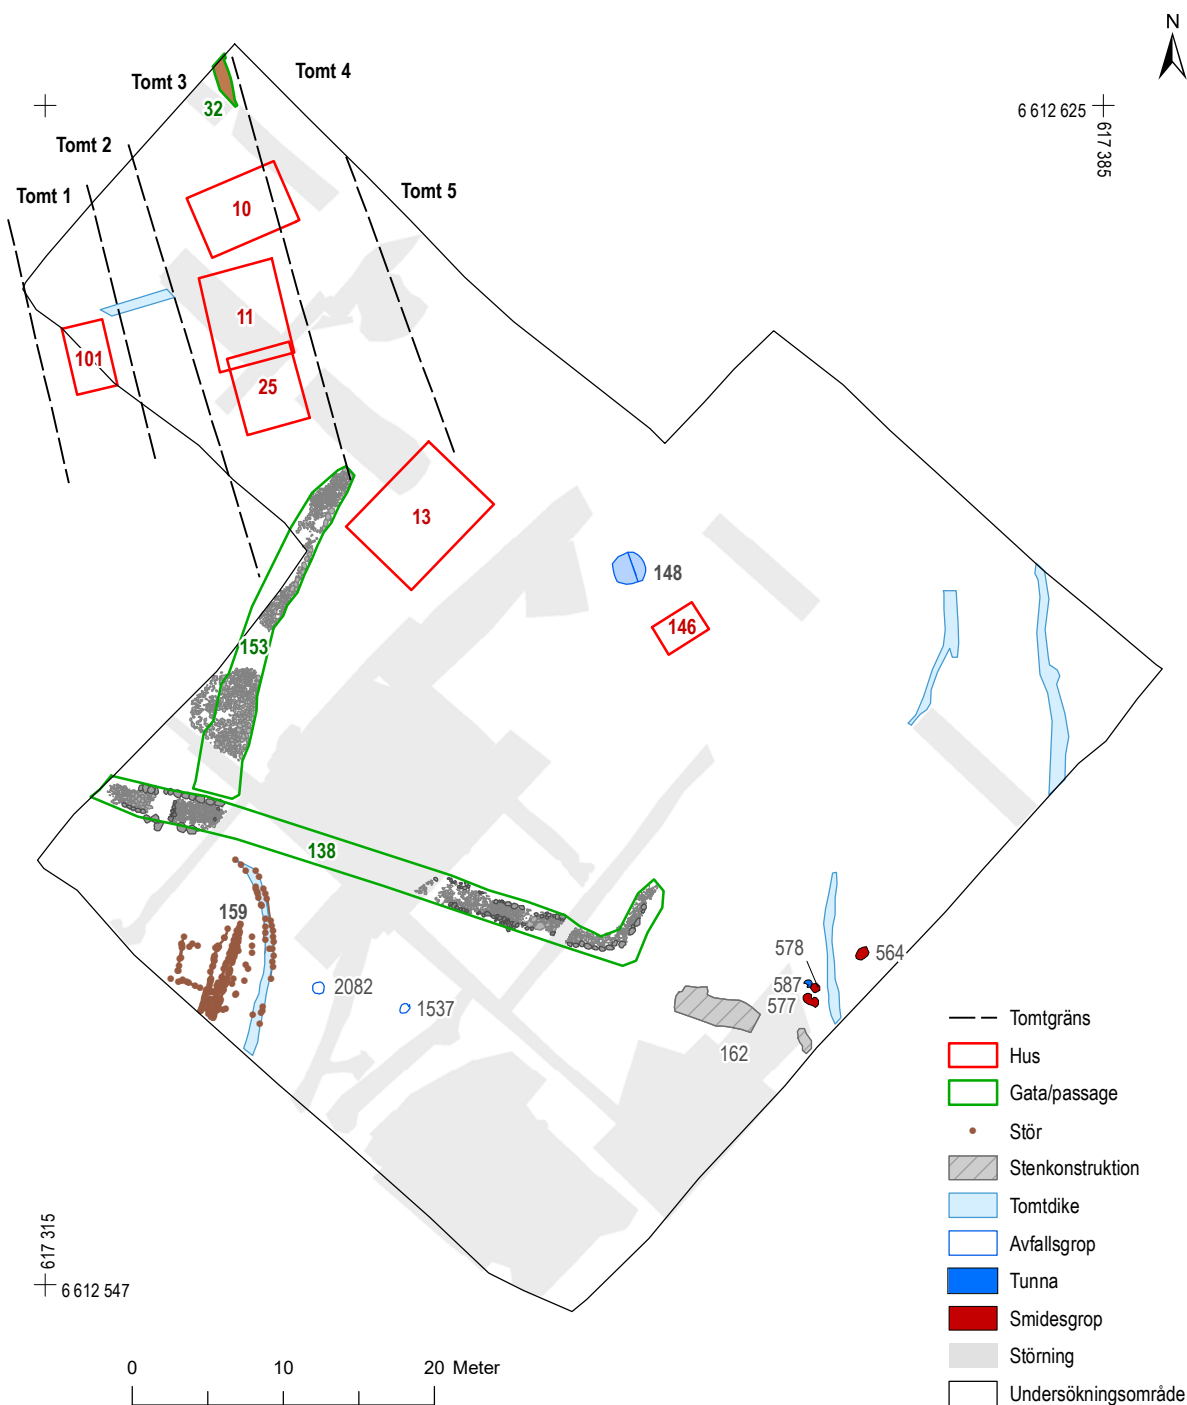 N
Tomt 3
Tomt 4
32
6 612 625
617 385
Tomt 2
Tomt 1
Tomt 5
10
11
101
25
13
148
146
153
138
159
2082
1537
578
564
587
577
162
Tomtgräns
Hus
Gata/passage
Stör
Stenkonstruktion
Tomtdike
Avfallsgrop
Tunna
Smidesgrop
Störning
Undersökningsområde
617 315
6 612 547
0 10 20 Meter